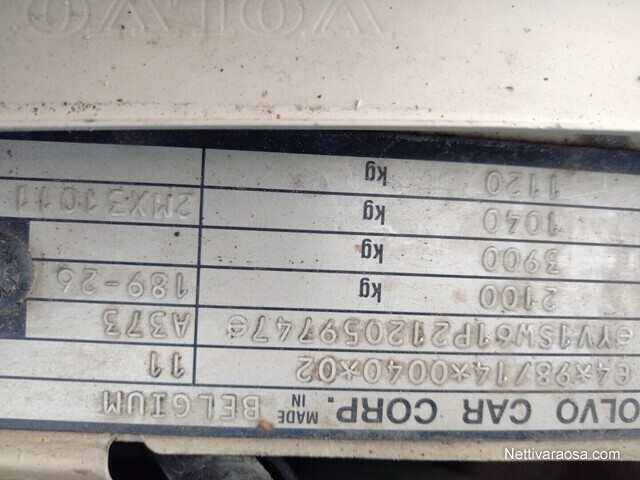 OLVO CAR CORP. MADE IN BELGIUM
e4*98/14*0040*02 11
YV1SW61P212059747 A373
2100 kg 189-26
3900 kg
1040 kg 2MX31011
1120 kg
VOLVO
Nettivaraosa.com